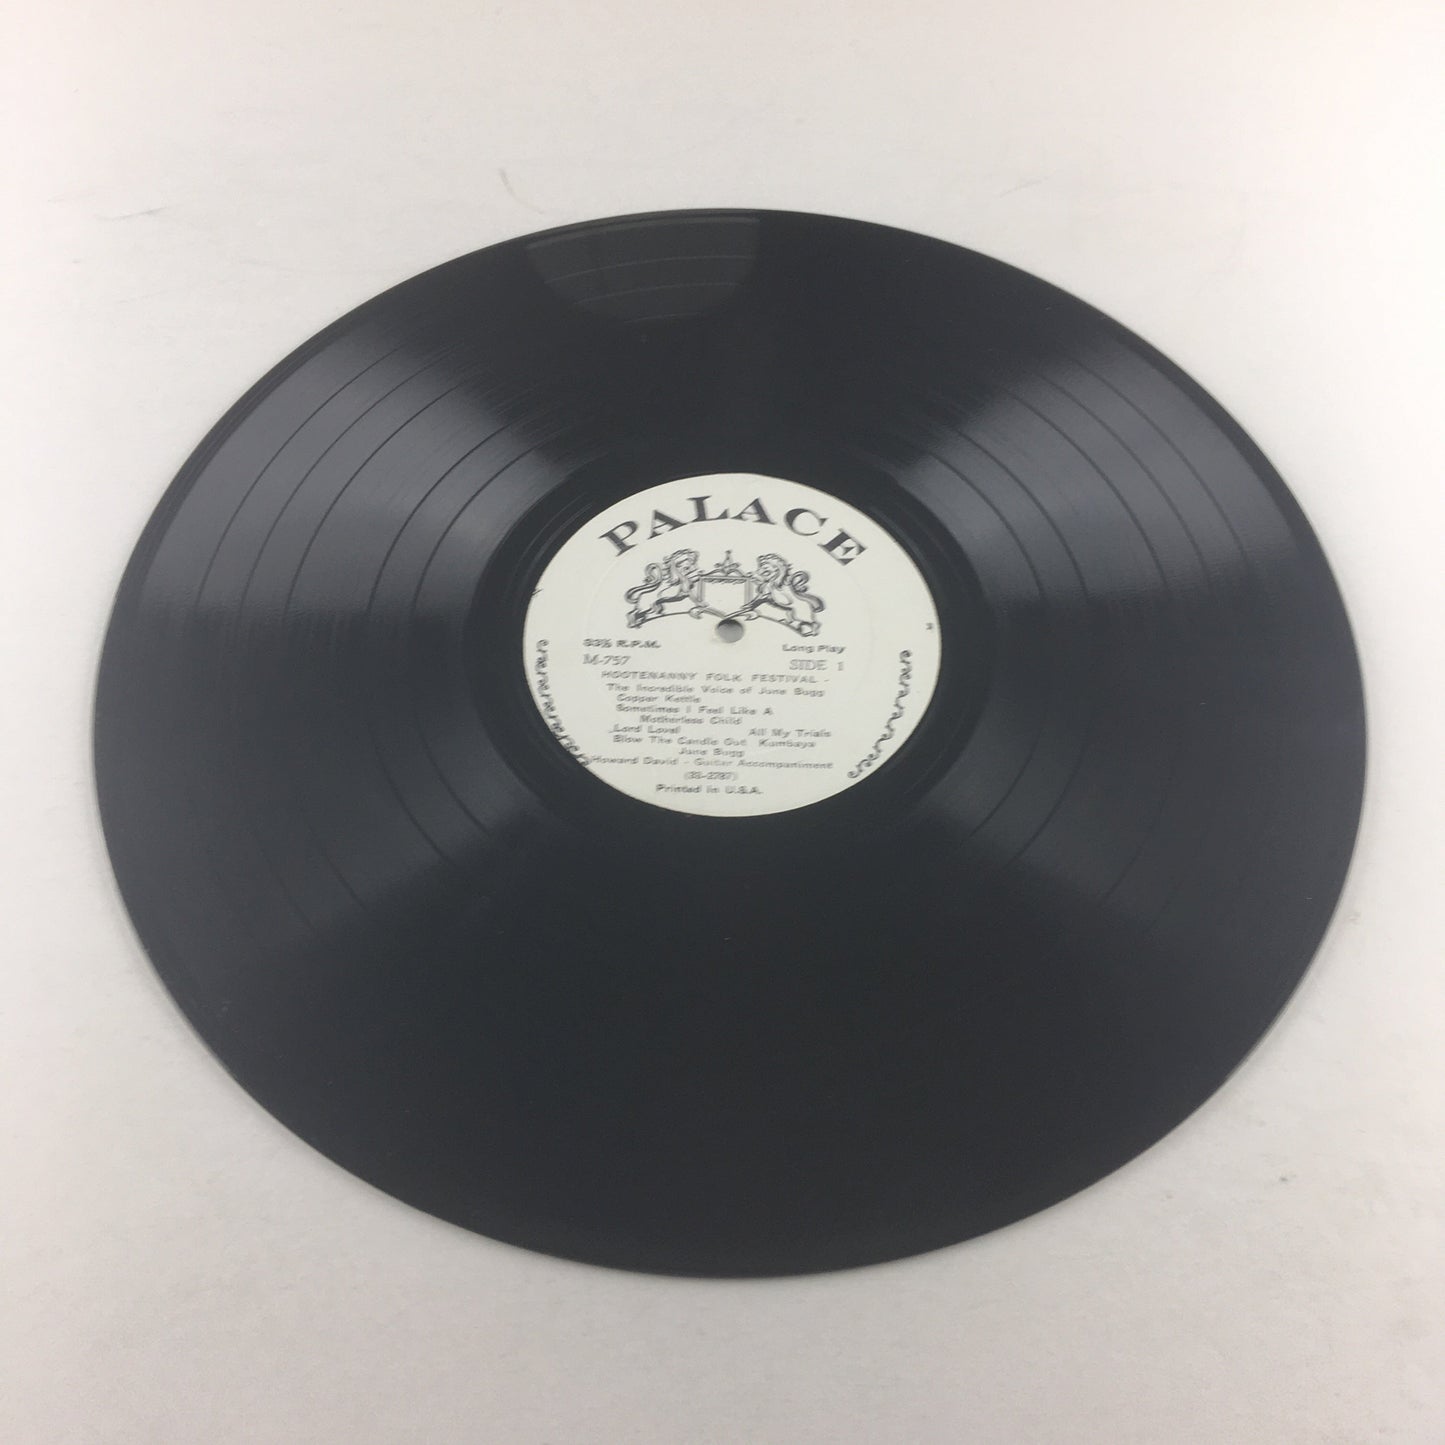 PALACE
33⅓ R.P.M. Long Play
M-757 SIDE 1
HOOTENANNY FOLK FESTIVAL -
The Incredible Voice of June Bugg
Copper Kettle
Sometimes I Feel Like A
Motherless Child
Lord Loval All My Trials
Blow The Candle Out Kumbaya
June Bugg
Howard David - Guitar Accompaniment
(33-2787)
Printed in U.S.A.